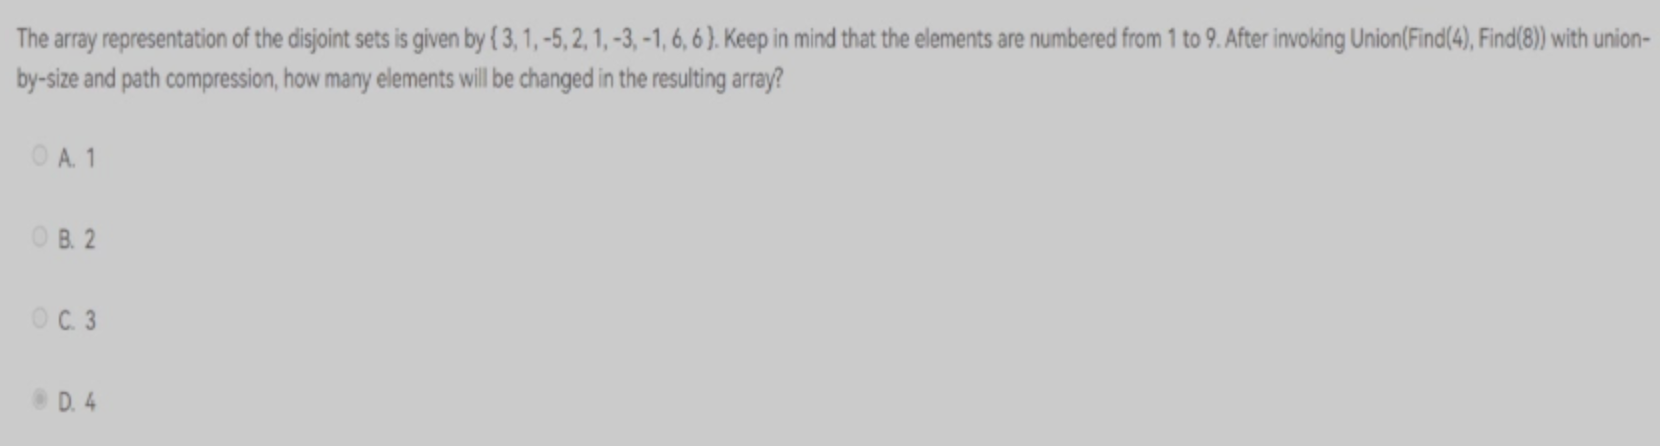 The array representation of the disjoint sets is given by { 3, 1, -5, 2, 1, -3, -1, 6, 6 }. Keep in mind that the elements are numbered from 1 to 9. After invoking Union(Find(4), Find(8)) with union-
by-size and path compression, how many elements will be changed in the resulting array?
A. 1
B. 2
C. 3
D. 4